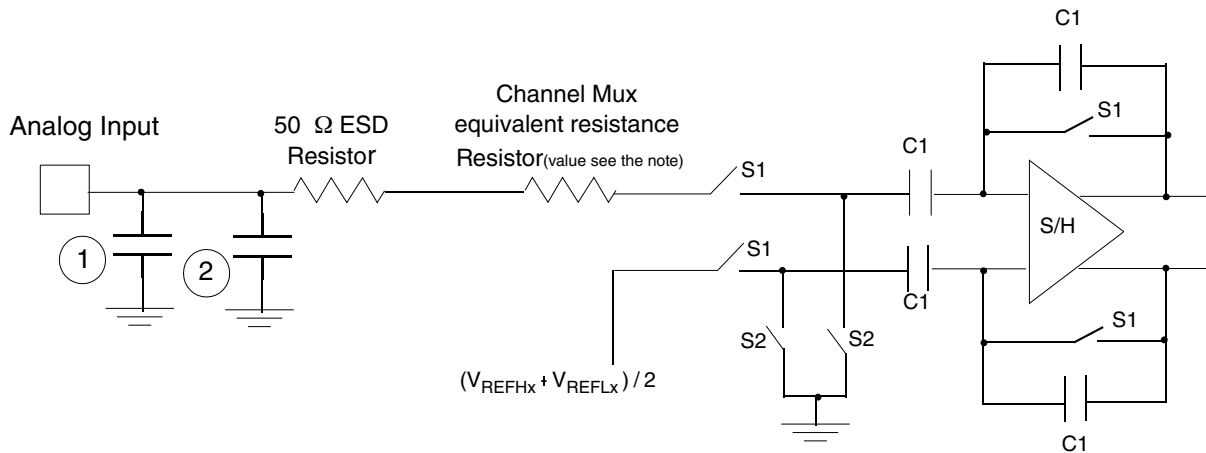 C1
Channel Mux
equivalent resistance
Resistor(value see the note)
Analog Input
50 Ω ESD
Resistor
S1
C1
S1
S/H
1
2
S1
C1
S2
S2
S1
(VREFHx + VREFLx) / 2
C1